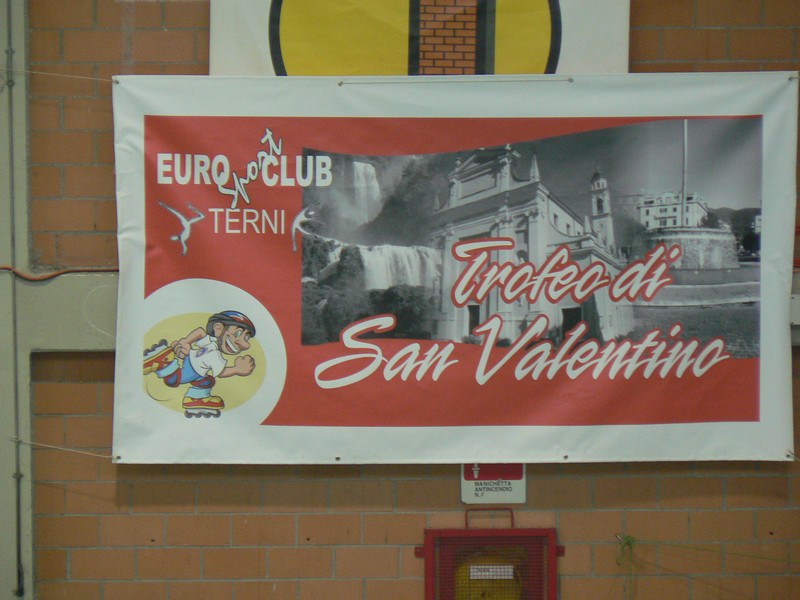 EURO Sport CLUB
TERNI
Trofeo di
San Valentino
MANICHETTA
ANTINCENDIO
N.